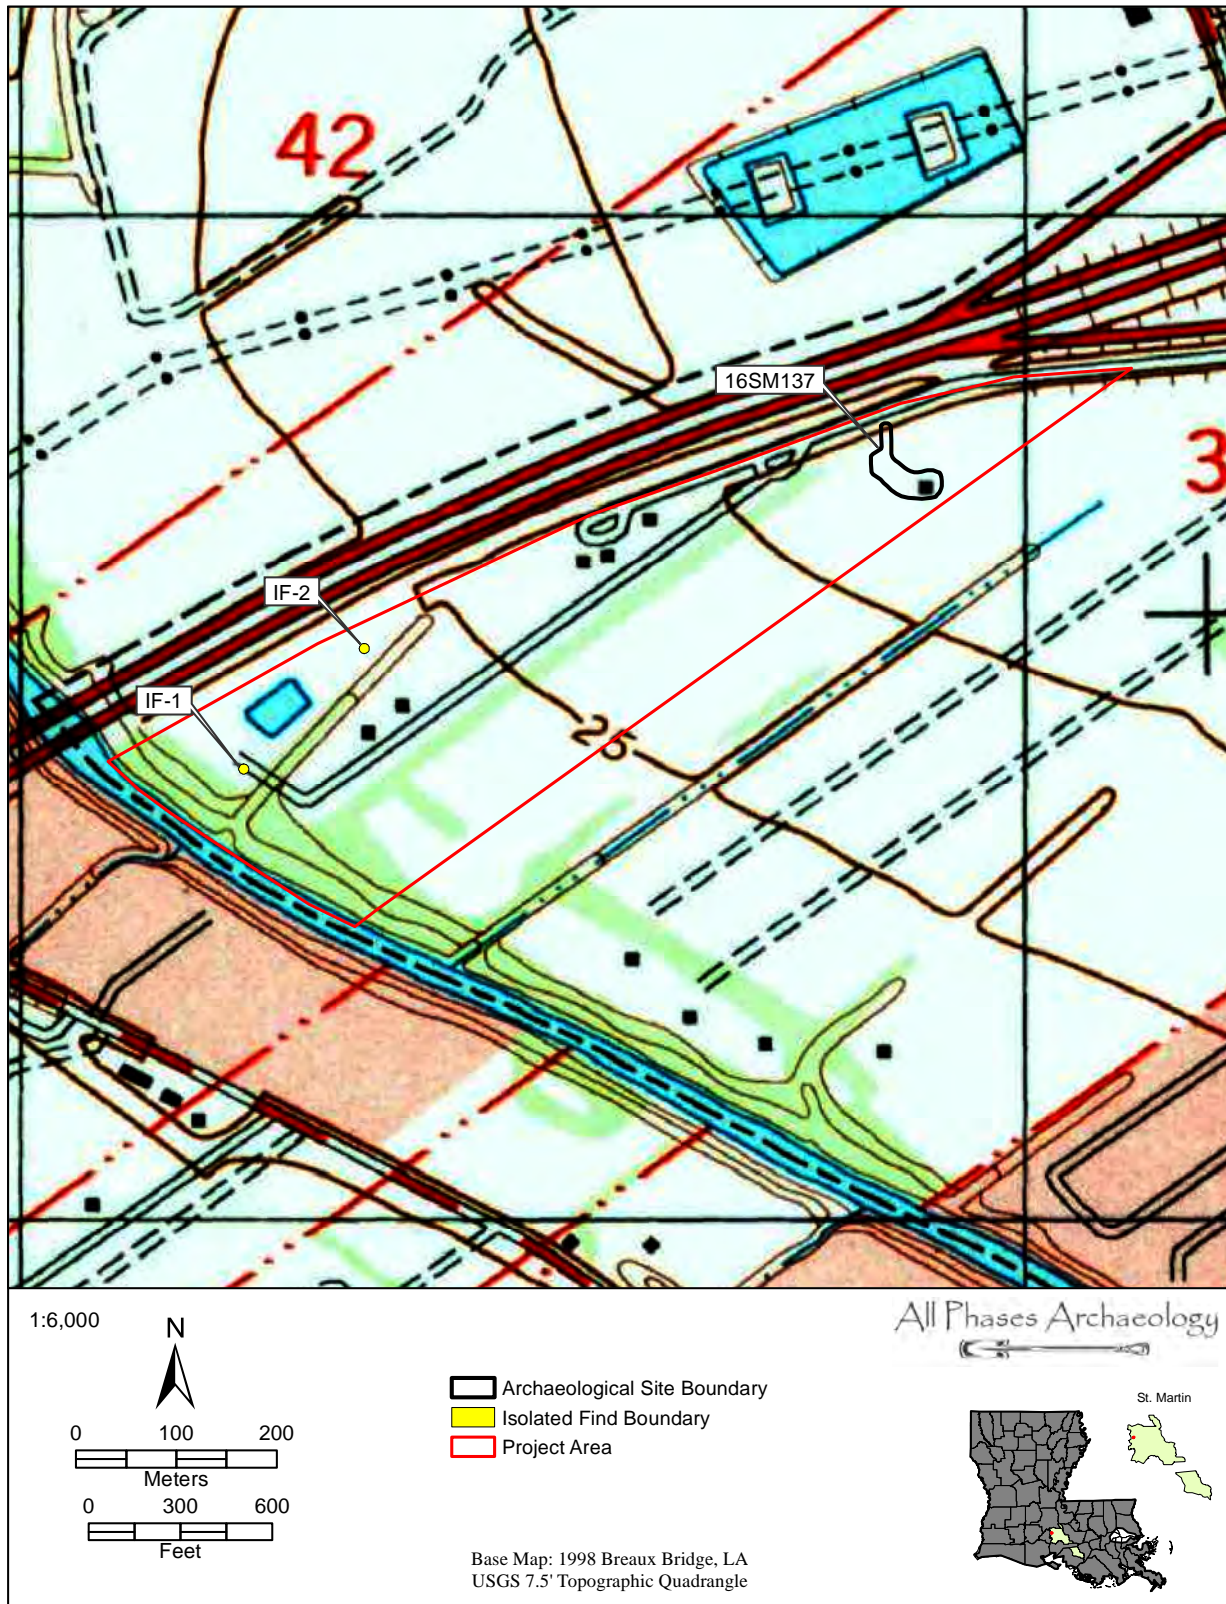 42
16SM137
3
IF-2
IF-1
25
1:6,000
N
0 100 200
Meters
0 300 600
Feet
Archaeological Site Boundary
Isolated Find Boundary
Project Area
All Phases Archaeology
St. Martin
Base Map: 1998 Breaux Bridge, LA
USGS 7.5' Topographic Quadrangle